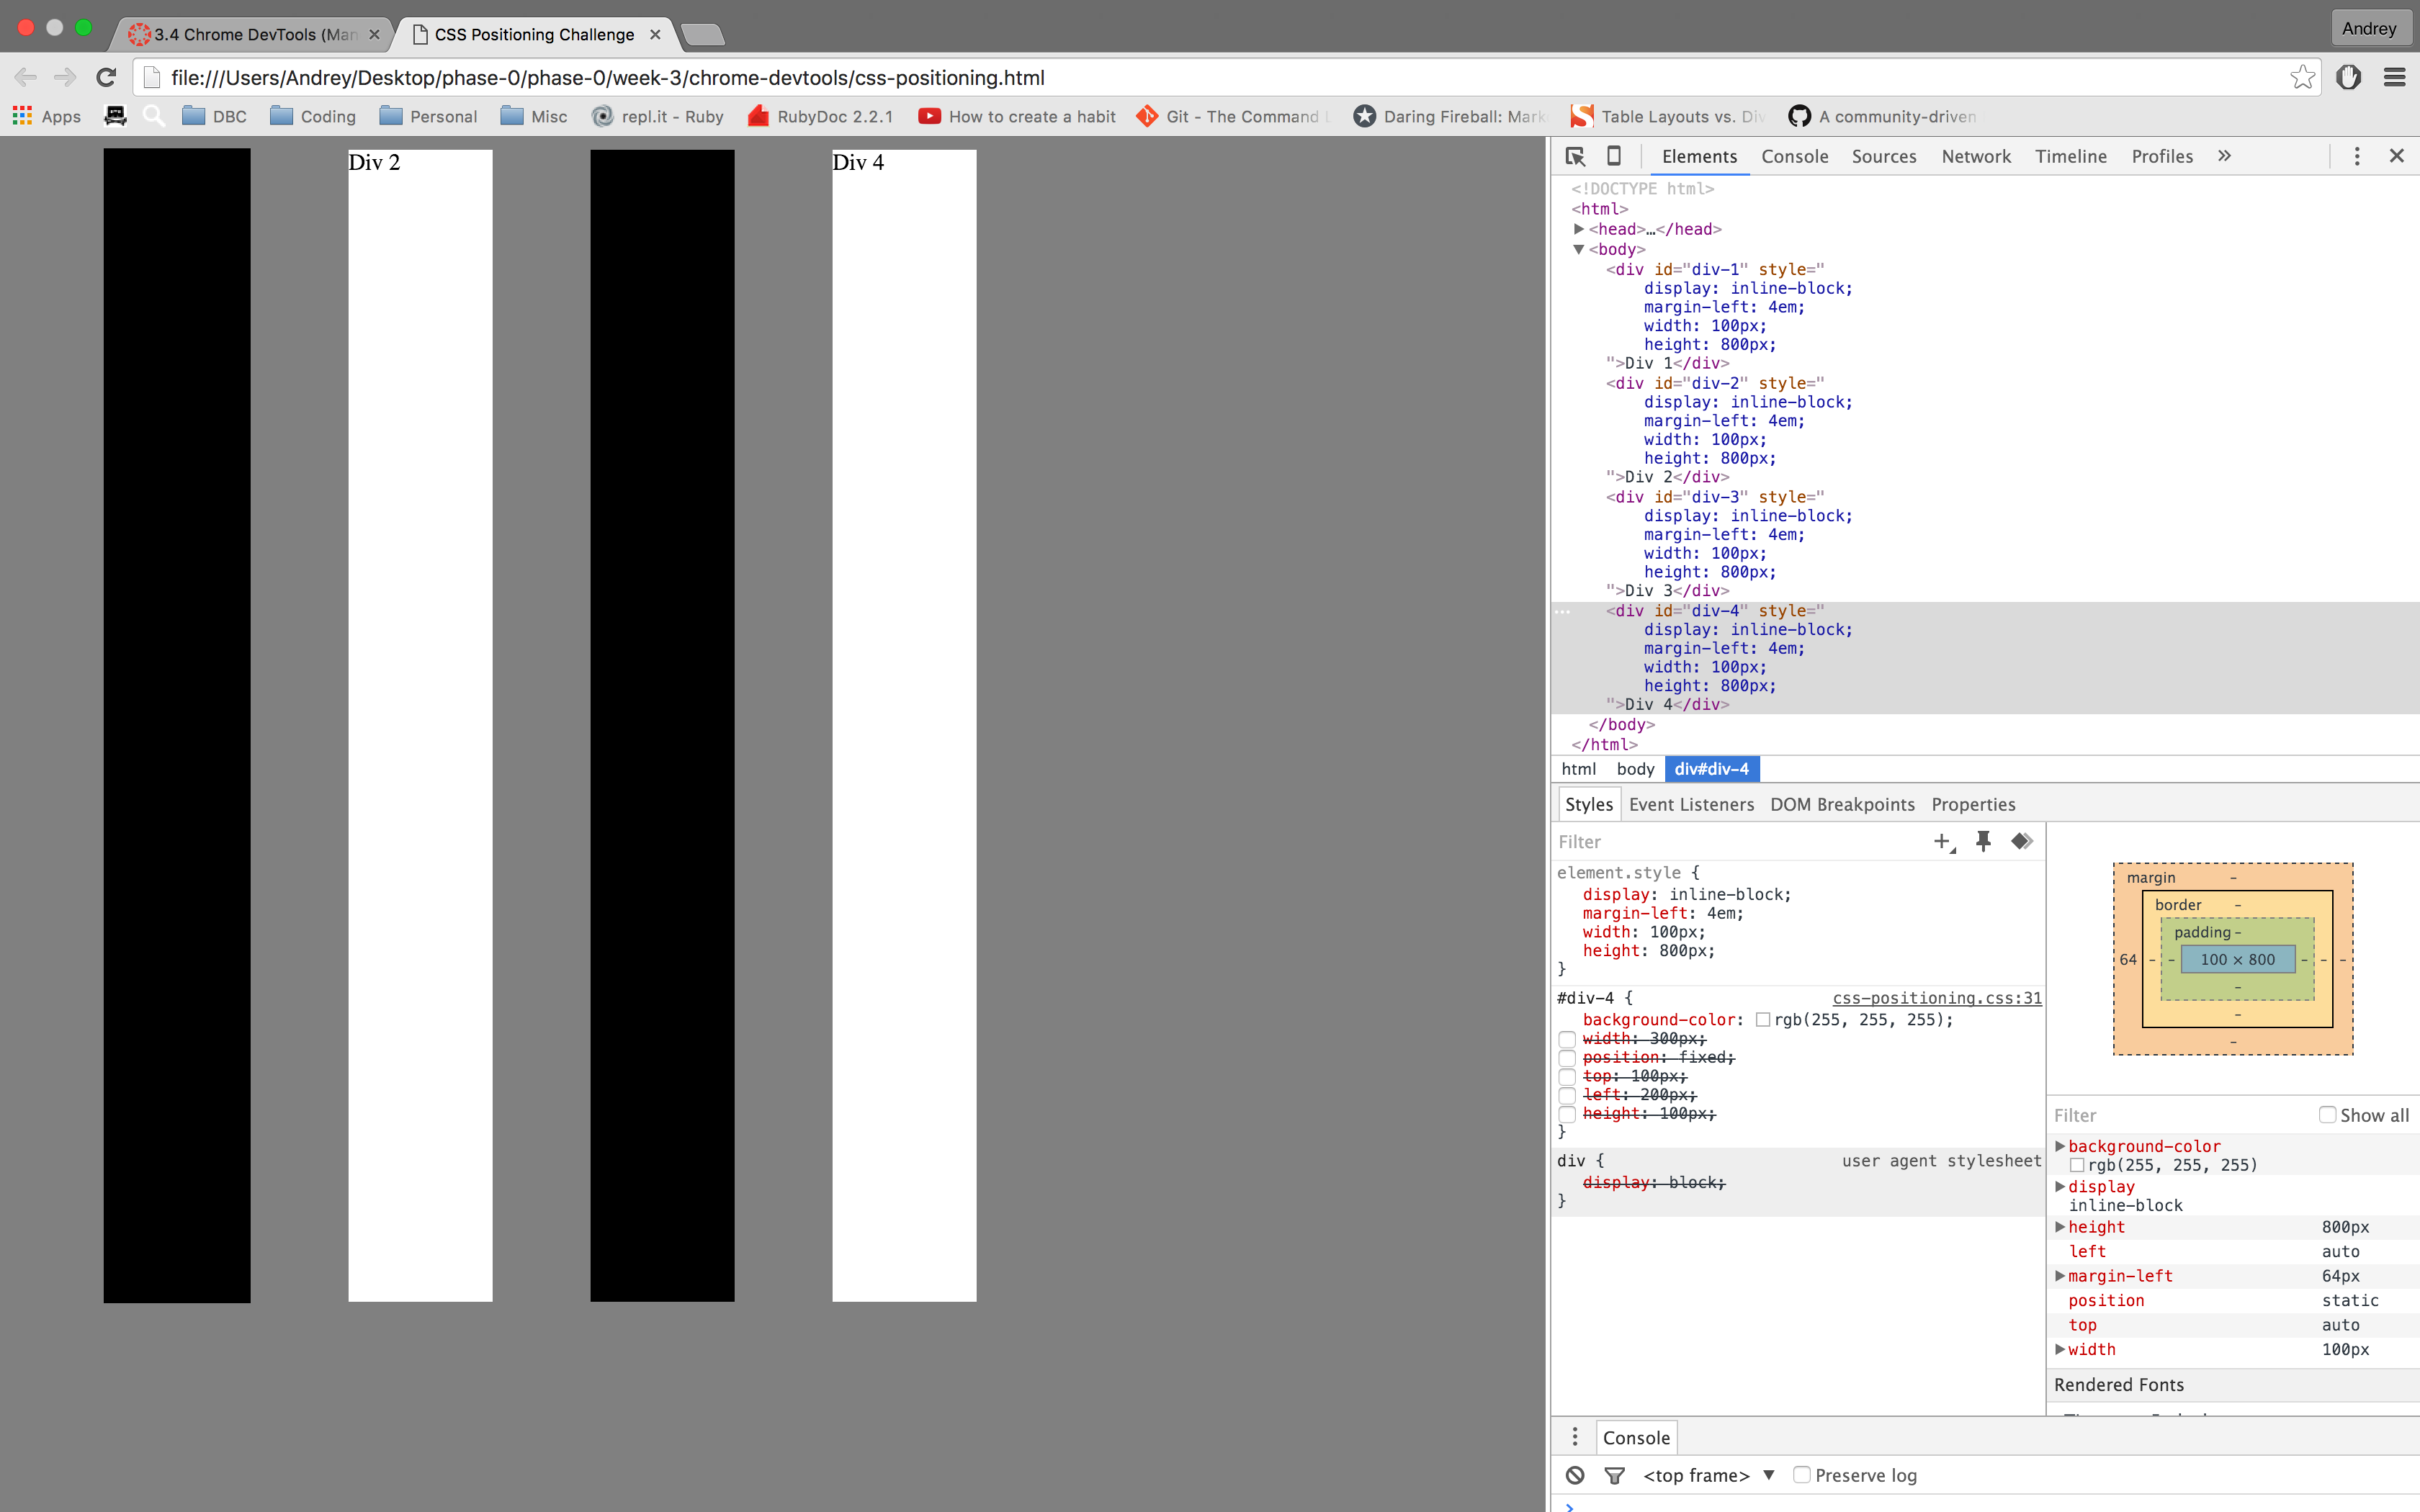 3.4 Chrome DevTools (Man
CSS Positioning Challenge
Andrey
file:///Users/Andrey/Desktop/phase-0/phase-0/week-3/chrome-devtools/css-positioning.html
Apps DBC Coding Personal Misc repl.it - Ruby RubyDoc 2.2.1 How to create a habit Git - The Command Daring Fireball: Mark Table Layouts vs. Div A community-driven
Div 2
Div 4
Elements Console Sources Network Timeline Profiles »
<!DOCTYPE html>
<html>
▶<head>…</head>
▼<body>
<div id="div-1" style="
display: inline-block;
margin-left: 4em;
width: 100px;
height: 800px;
">Div 1</div>
<div id="div-2" style="
display: inline-block;
margin-left: 4em;
width: 100px;
height: 800px;
">Div 2</div>
<div id="div-3" style="
display: inline-block;
margin-left: 4em;
width: 100px;
height: 800px;
">Div 3</div>
<div id="div-4" style="
display: inline-block;
margin-left: 4em;
width: 100px;
height: 800px;
">Div 4</div>
</body>
</html>
html body div#div-4
Styles Event Listeners DOM Breakpoints Properties
Filter
element.style {
display: inline-block;
margin-left: 4em;
width: 100px;
height: 800px;
}
#div-4 { css-positioning.css:31
background-color: rgb(255, 255, 255);
width: 300px;
position: fixed;
top: 100px;
left: 200px;
height: 100px;
}
div { user agent stylesheet
display: block;
}
margin -
border -
padding -
64 - - 100 × 800 - - -
-
-
-
Filter Show all
background-color
rgb(255, 255, 255)
display
inline-block
height 800px
left auto
margin-left 64px
position static
top auto
width 100px
Rendered Fonts
Console
<top frame> ▼ Preserve log